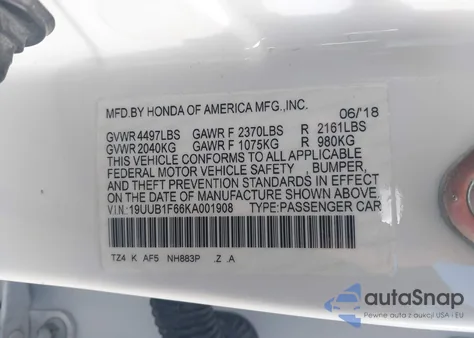 MFD.BY HONDA OF AMERICA MFG.,INC. 06/'18
GVWR 4497LBS GAWR F 2370LBS R 2161LBS
GVWR 2040KG GAWR F 1075KG R 980KG
THIS VEHICLE CONFORMS TO ALL APPLICABLE
FEDERAL MOTOR VEHICLE SAFETY , BUMPER,
AND THEFT PREVENTION STANDARDS IN EFFECT
ON THE DATE OF MANUFACTURE SHOWN ABOVE.
V.I.N: 19UUB1F66KA001908 TYPE:PASSENGER CAR
TZ4 K AF5 NH883P .Z .A
autoSnap
Pewne auta z aukcji USA i EU